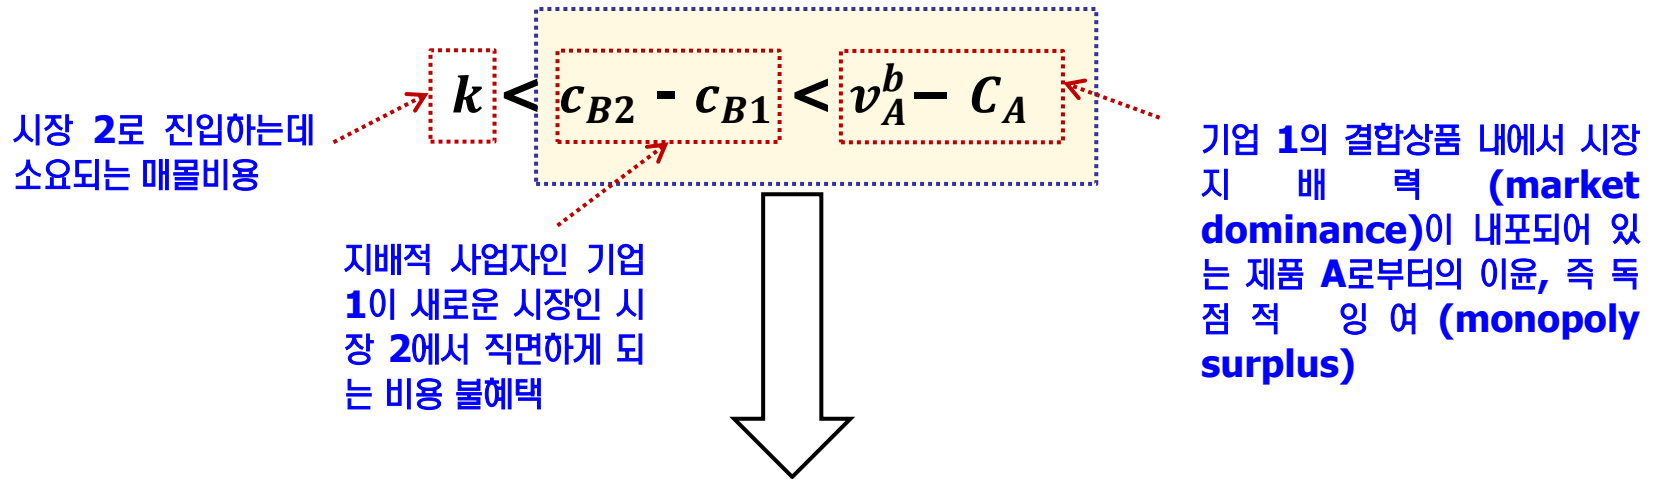 k < c_{B2} - c_{B1} < v_A^b - C_A
시장 2로 진입하는데
소요되는 매몰비용
지배적 사업자인 기업
1이 새로운 시장인 시
장 2에서 직면하게 되
는 비용 불혜택
기업 1의 결합상품 내에서 시장
지 배 력 (market
dominance)이 내포되어 있
는 제품 A로부터의 이윤, 즉 독
점적 잉여 (monopoly
surplus)